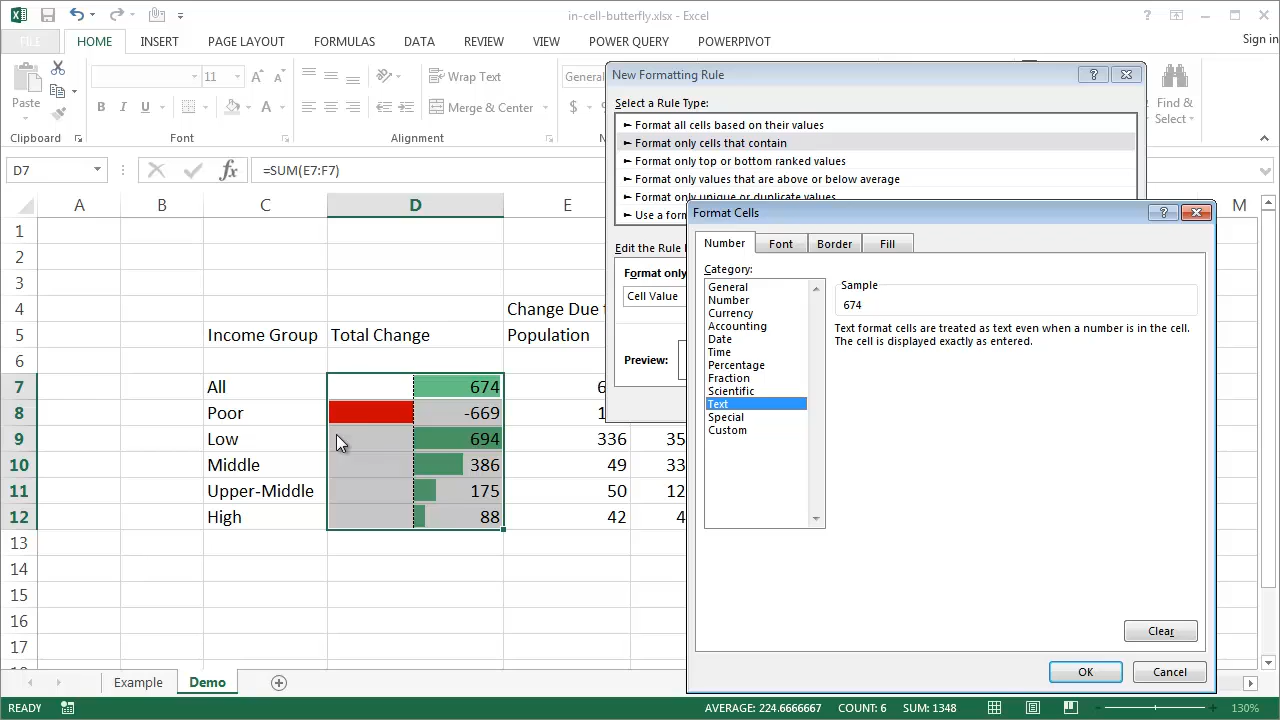 in-cell-butterfly.xlsx - Excel
FILE HOME INSERT PAGE LAYOUT FORMULAS DATA REVIEW VIEW POWER QUERY POWERPIVOT Sign in
Paste
11
B I U
Wrap Text
Merge & Center
General
$
Find &
Select
Clipboard Font Alignment
D7 fx =SUM(E7:F7)
A B C D E M
1
2
3
4 Change Due
5 Income Group Total Change Population
6
7 All 674 6
8 Poor -669 1
9 Low 694 336 35
10 Middle 386 49 33
11 Upper-Middle 175 50 12
12 High 88 42 4
13
14
15
16
17
New Formatting Rule
Select a Rule Type:
► Format all cells based on their values
► Format only cells that contain
► Format only top or bottom ranked values
► Format only values that are above or below average
► Format only unique or duplicate values
► Use a form
Edit the Rule
Format only
Cell Value
Preview:
Format Cells
Number Font Border Fill
Category:
General
Number
Currency
Accounting
Date
Time
Percentage
Fraction
Scientific
Text
Special
Custom
Sample
674
Text format cells are treated as text even when a number is in the cell.
The cell is displayed exactly as entered.
Clear
OK Cancel
Example Demo
READY AVERAGE: 224.6666667 COUNT: 6 SUM: 1348 130%